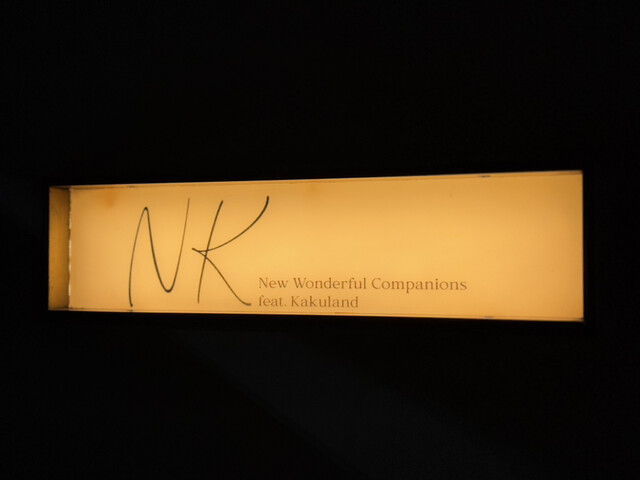 NK
New Wonderful Companions
feat. Kakuland